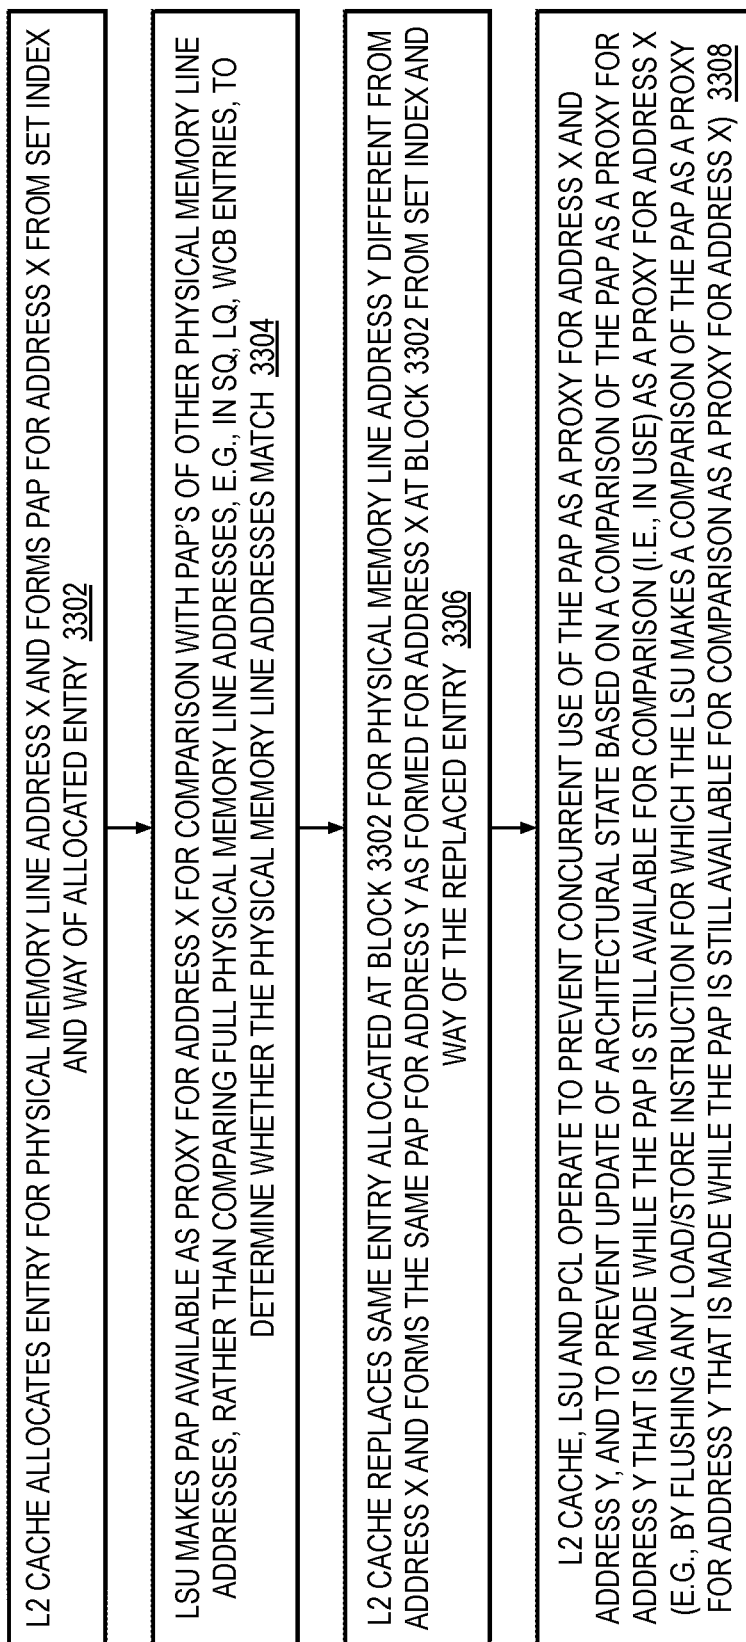 L2 CACHE ALLOCATES ENTRY FOR PHYSICAL MEMORY LINE ADDRESS X AND FORMS PAP FOR ADDRESS X FROM SET INDEX
AND WAY OF ALLOCATED ENTRY 3302
LSU MAKES PAP AVAILABLE AS PROXY FOR ADDRESS X FOR COMPARISON WITH PAP'S OF OTHER PHYSICAL MEMORY LINE
ADDRESSES, RATHER THAN COMPARING FULL PHYSICAL MEMORY LINE ADDRESSES, E.G., IN SQ, LQ, WCB ENTRIES, TO
DETERMINE WHETHER THE PHYSICAL MEMORY LINE ADDRESSES MATCH 3304
L2 CACHE REPLACES SAME ENTRY ALLOCATED AT BLOCK 3302 FOR PHYSICAL MEMORY LINE ADDRESS Y DIFFERENT FROM
ADDRESS X AND FORMS THE SAME PAP FOR ADDRESS Y AS FORMED FOR ADDRESS X AT BLOCK 3302 FROM SET INDEX AND
WAY OF THE REPLACED ENTRY 3306
L2 CACHE, LSU AND PCL OPERATE TO PREVENT CONCURRENT USE OF THE PAP AS A PROXY FOR ADDRESS X AND
ADDRESS Y, AND TO PREVENT UPDATE OF ARCHITECTURAL STATE BASED ON A COMPARISON OF THE PAP AS A PROXY FOR
ADDRESS Y THAT IS MADE WHILE THE PAP IS STILL AVAILABLE FOR COMPARISON (I.E., IN USE) AS A PROXY FOR ADDRESS X
(E.G., BY FLUSHING ANY LOAD/STORE INSTRUCTION FOR WHICH THE LSU MAKES A COMPARISON OF THE PAP AS A PROXY
FOR ADDRESS Y THAT IS MADE WHILE THE PAP IS STILL AVAILABLE FOR COMPARISON AS A PROXY FOR ADDRESS X) 3308